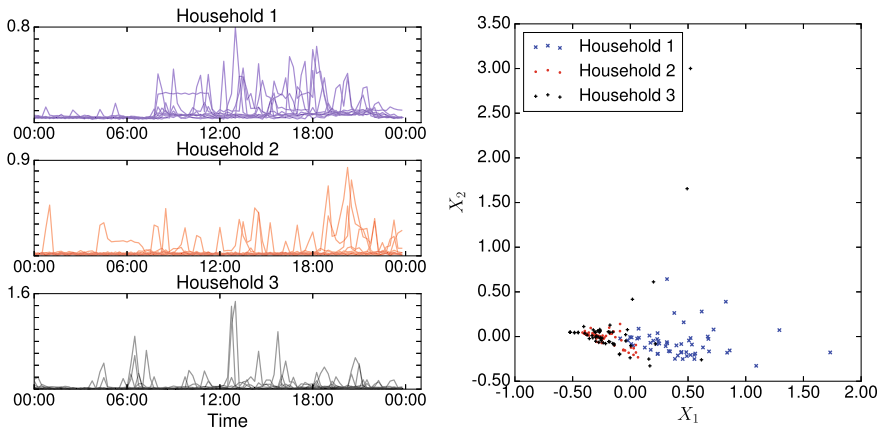 Household 1
0.8
00:00 06:00 12:00 18:00 00:00
Household 2
0.9
00:00 06:00 12:00 18:00 00:00
Household 3
1.6
00:00 06:00 12:00 18:00 00:00
Time
3.50
3.00
2.50
2.00
1.50
1.00
0.50
0.00
-0.50
X₂
Household 1
Household 2
Household 3
-1.00 -0.50 0.00 0.50 1.00 1.50 2.00
X₁